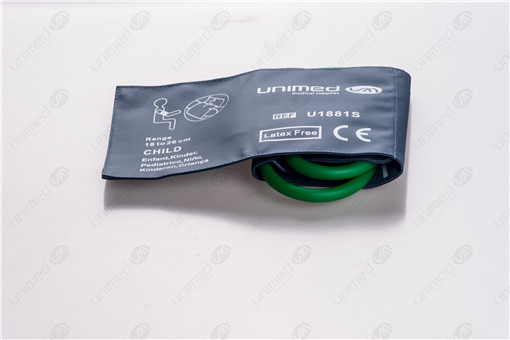 unimed
medical supplies
REF U1881S
Latex Free CE
Range
18 to 26 cm
CHILD
Enfant,Kinder,
Pediatrico,Niño,
Kinderen,Criança